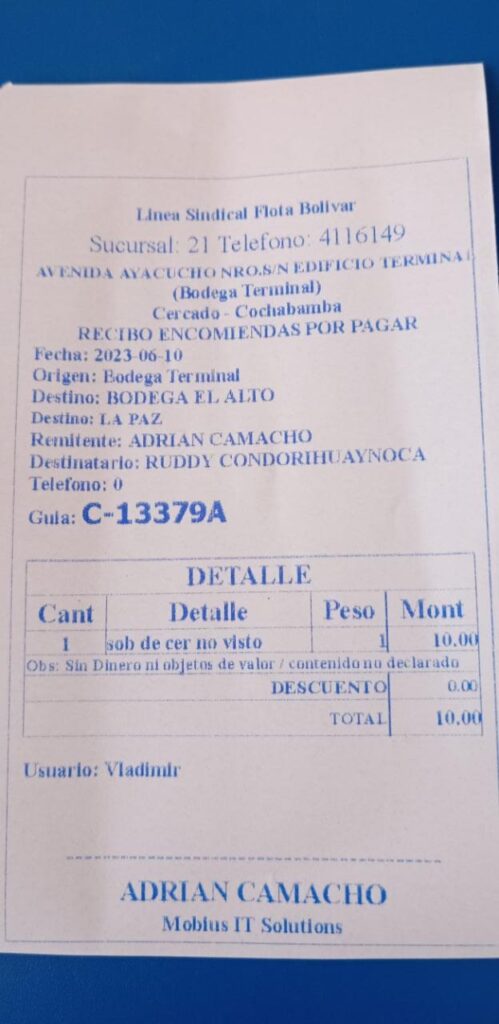 Linea Sindical Flota Bolivar
Sucursal: 21 Telefono: 4116149
AVENIDA AYACUCHO NRO.S/N EDIFICIO TERMINAL
(Bodega Terminal)
Cercado - Cochabamba
RECIBO ENCOMIENDAS POR PAGAR
Fecha: 2023-06-10
Origen: Bodega Terminal
Destino: BODEGA EL ALTO
Destino: LA PAZ
Remitente: ADRIAN CAMACHO
Destinatario: RUDDY CONDORIHUAYNOCA
Telefono: 0
Guia: C-13379A
DETALLE
Cant Detalle Peso Mont
1 sob de cer no visto 1 10.00
Obs: Sin Dinero ni objetos de valor / contenido no declarado
DESCUENTO 0.00
TOTAL 10.00
Usuario: Vladimir
ADRIAN CAMACHO
Mobius IT Solutions